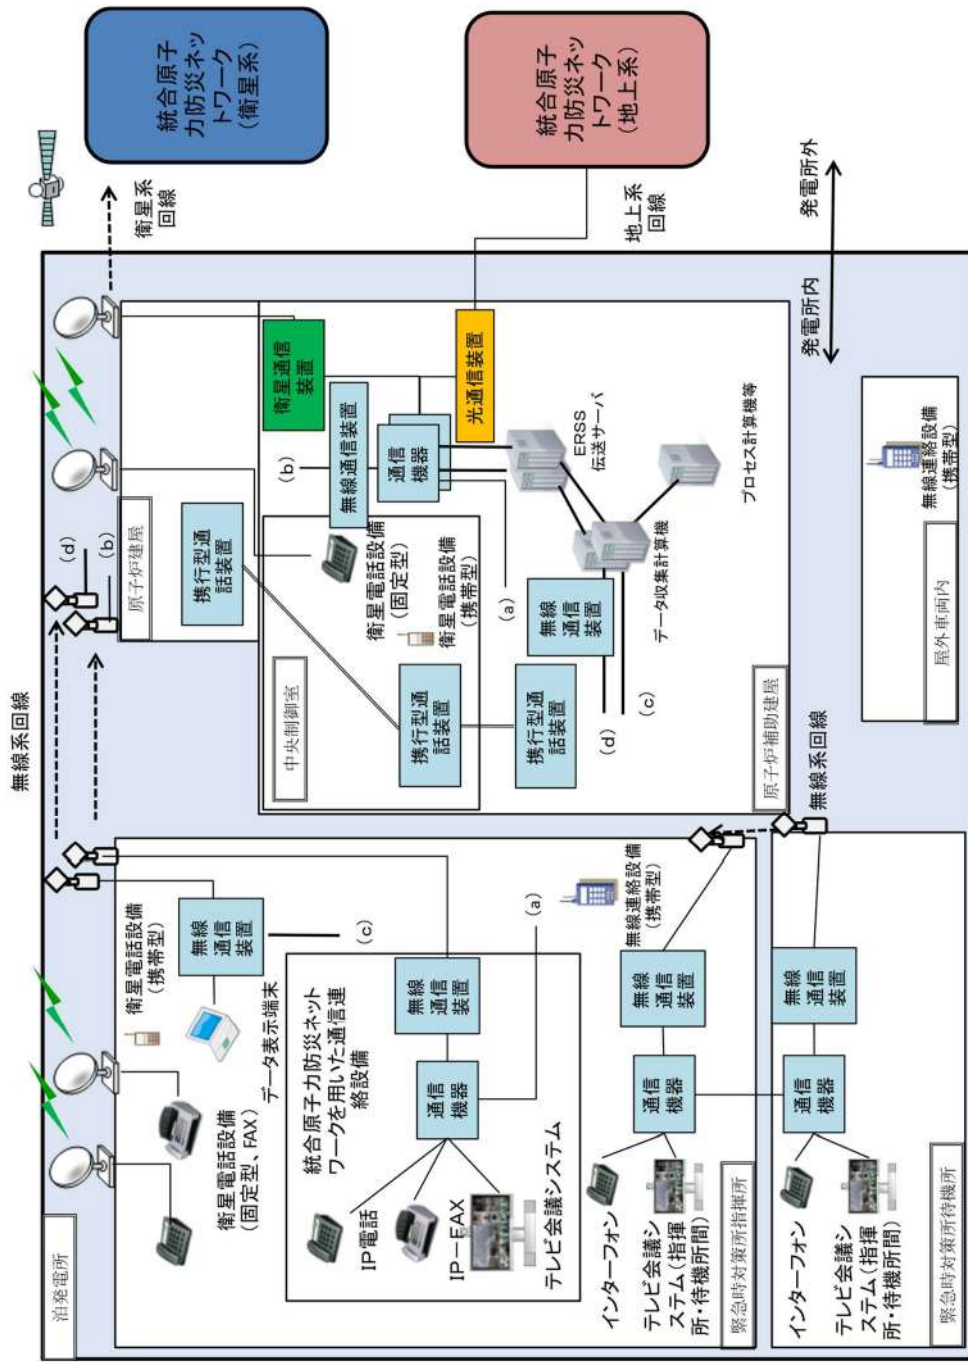 泊発電所
無線系回線
衛星電話設備
(固定型、FAX)
衛星電話設備
(携帯型)
データ表示端末
無線
通信
装置
(c)
統合原子力防災ネット
ワークを用いた通信連
絡設備
IP電話
IP-FAX
テレビ会議システム
通信
機器
無線
通信
装置
(a)
無線連絡設備
(携帯型)
インターフォン
テレビ会議シ
ステム(指揮
所・待機所間)
通信
機器
無線
通信
装置
緊急時対策所指揮所
インターフォン
テレビ会議シ
ステム(指揮
所・待機所間)
通信
機器
無線
通信
装置
緊急時対策所待機所
無線系回線
(d)
(b)
原子炉建屋
携行型通
話装置
中央制御室
携行型通
話装置
衛星電話設備
(固定型)
衛星電話設備
(携帯型)
(b)
無線通信装置
衛星通信
装置
通信
機器
光通信装置
(a)
携行型通
話装置
無線
通信
装置
(d)
(c)
データ収集計算機
ERSS
伝送サーバ
プロセス計算機等
原子炉補助建屋
屋外車両内
無線連絡設備
(携帯型)
発電所内
発電所外
衛星系
回線
地上系
回線
統合原子
力防災ネッ
トワーク
(衛星系)
統合原子
力防災ネッ
トワーク
(地上系)